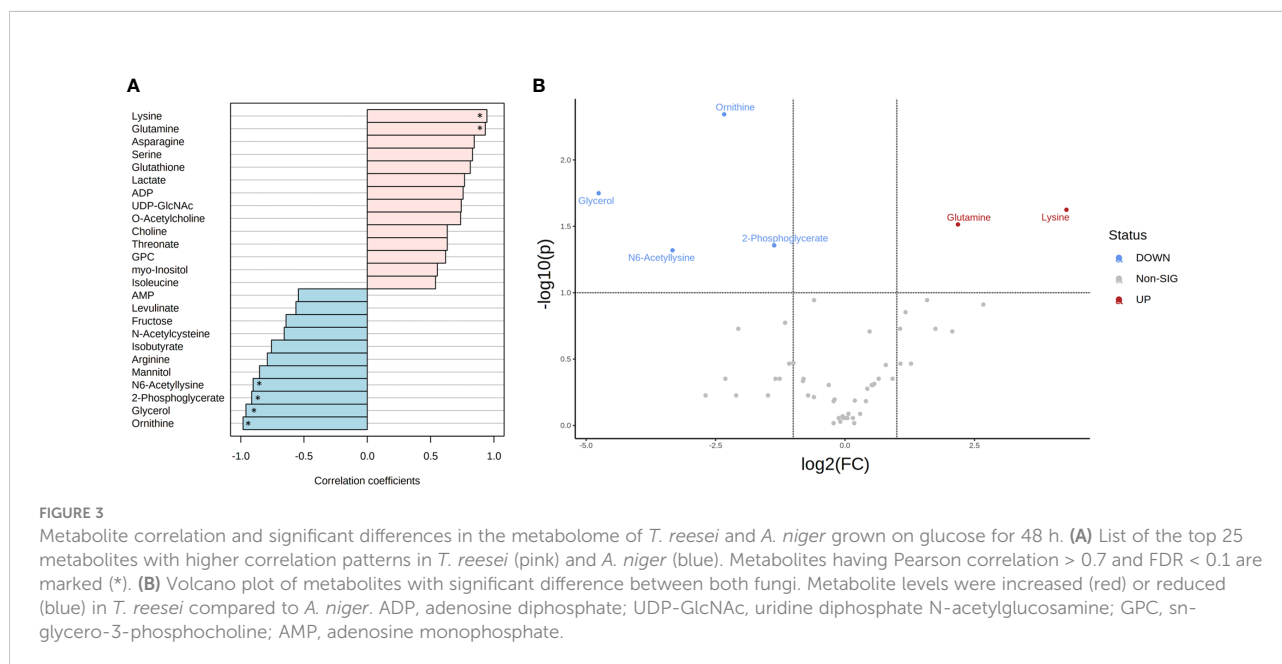 A
Lysine
Glutamine
Asparagine
Serine
Glutathione
Lactate
ADP
UDP-GlcNAc
O-Acetylcholine
Choline
Threonate
GPC
myo-Inositol
Isoleucine
AMP
Levulinate
Fructose
N-Acetylcysteine
Isobutyrate
Arginine
Mannitol
N6-Acetyllysine
2-Phosphoglycerate
Glycerol
Ornithine
*
*
*
*
*
*
-1.0 -0.5 0.0 0.5 1.0
Correlation coefficients
B
-log10(p)
2.0
1.5
1.0
0.5
0.0
Ornithine
Glycerol
2-Phosphoglycerate
N6-Acetyllysine
Glutamine
Lysine
-5.0 -2.5 0.0 2.5
log2(FC)
Status
DOWN
Non-SIG
UP
FIGURE 3
Metabolite correlation and significant differences in the metabolome of T. reesei and A. niger grown on glucose for 48 h. (A) List of the top 25
metabolites with higher correlation patterns in T. reesei (pink) and A. niger (blue). Metabolites having Pearson correlation > 0.7 and FDR < 0.1 are
marked (*). (B) Volcano plot of metabolites with significant difference between both fungi. Metabolite levels were increased (red) or reduced
(blue) in T. reesei compared to A. niger. ADP, adenosine diphosphate; UDP-GlcNAc, uridine diphosphate N-acetylglucosamine; GPC, sn-
glycero-3-phosphocholine; AMP, adenosine monophosphate.